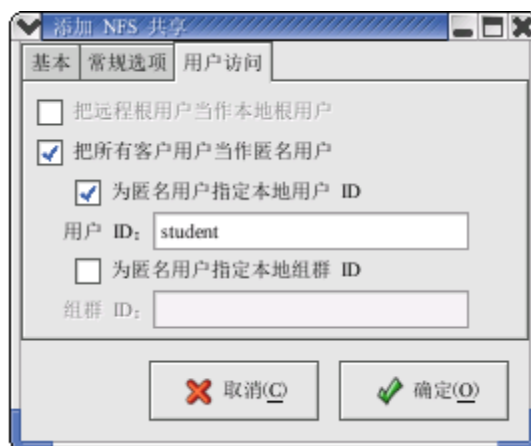 添加 NFS 共享
基本 常规选项 用户访问
把远程根用户当作本地根用户
把所有客户用户当作匿名用户
为匿名用户指定本地用户 ID
用户 ID: student
为匿名用户指定本地组群 ID
组群 ID:
取消(C) 确定(O)